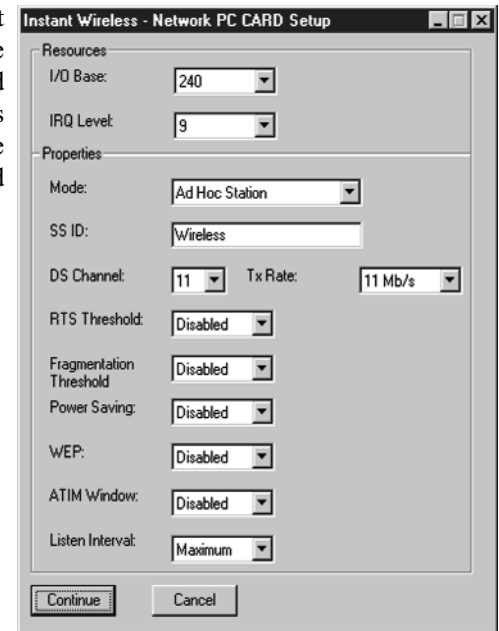 Instant Wireless - Network PC CARD Setup
Resources
I/O Base: 240
IRQ Level: 9
Properties
Mode: Ad Hoc Station
SS ID: Wireless
DS Channel: 11 Tx Rate: 11 Mb/s
RTS Threshold: Disabled
Fragmentation Threshold Disabled
Power Saving: Disabled
WEP: Disabled
ATIM Window: Disabled
Listen Interval: Maximum
Continue Cancel